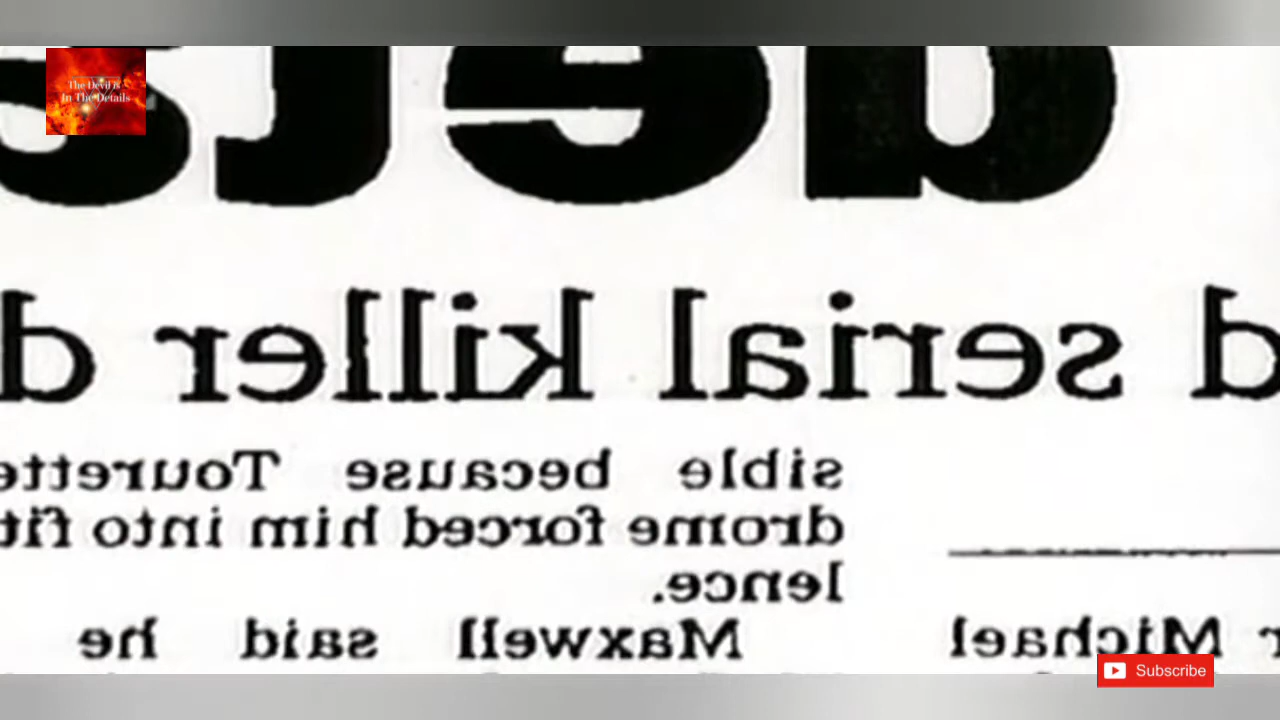 The Devil is
In The Details
d serial killer d
r Michael
sible because Tourette
drome forced him into fit
lence.
Maxwell said he
Subscribe